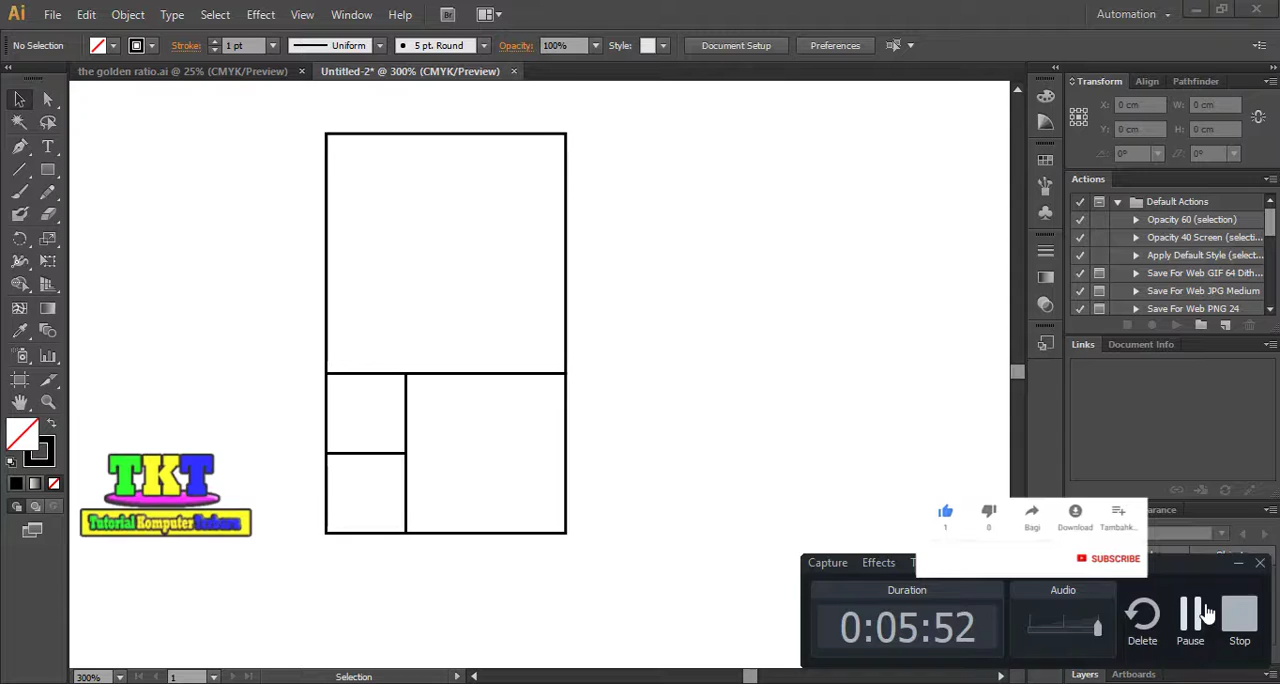 Ai File Edit Object Type Select Effect View Window Help Br Automation
No Selection Stroke: 1 pt Uniform 5 pt. Round Opacity: 100% Style: Document Setup Preferences
the golden ratio.ai @ 25% (CMYK/Preview) × Untitled-2* @ 300% (CMYK/Preview) ×
Transform Align Pathfinder
X: 0 cm W: 0 cm
Y: 0 cm H: 0 cm
0° 0°
Actions
Default Actions
Opacity 60 (selection)
Opacity 40 Screen (selecti...
Apply Default Style (select...
Save For Web GIF 64 Dith...
Save For Web JPG Medium
Save For Web PNG 24
Links Document Info
TKT
Tutorial Komputer Terbaru
1 0 Bagi Download Tambahk...
SUBSCRIBE
Capture Effects
Duration Audio
0:05:52
Delete Pause Stop
300% 1 Selection
Layers Artboards